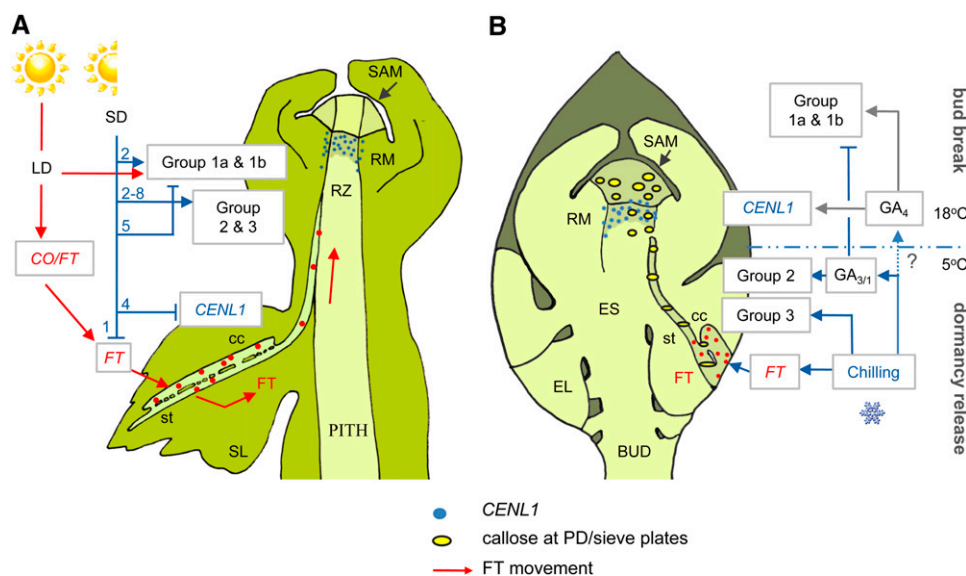 A
SD
LD
2
Group 1a & 1b
2-8
Group
2 & 3
5
CO/FT
4
CENL1
1
FT
SAM
RM
RZ
cc
FT
st
SL
PITH
B
SAM
RM
ES
cc
st
FT
EL
BUD
Group
1a & 1b
CENL1
GA4
18oC
?
5oC
Group 2
GA3/1
Group 3
FT
Chilling
bud break
dormancy release
CENL1
callose at PD/sieve plates
FT movement